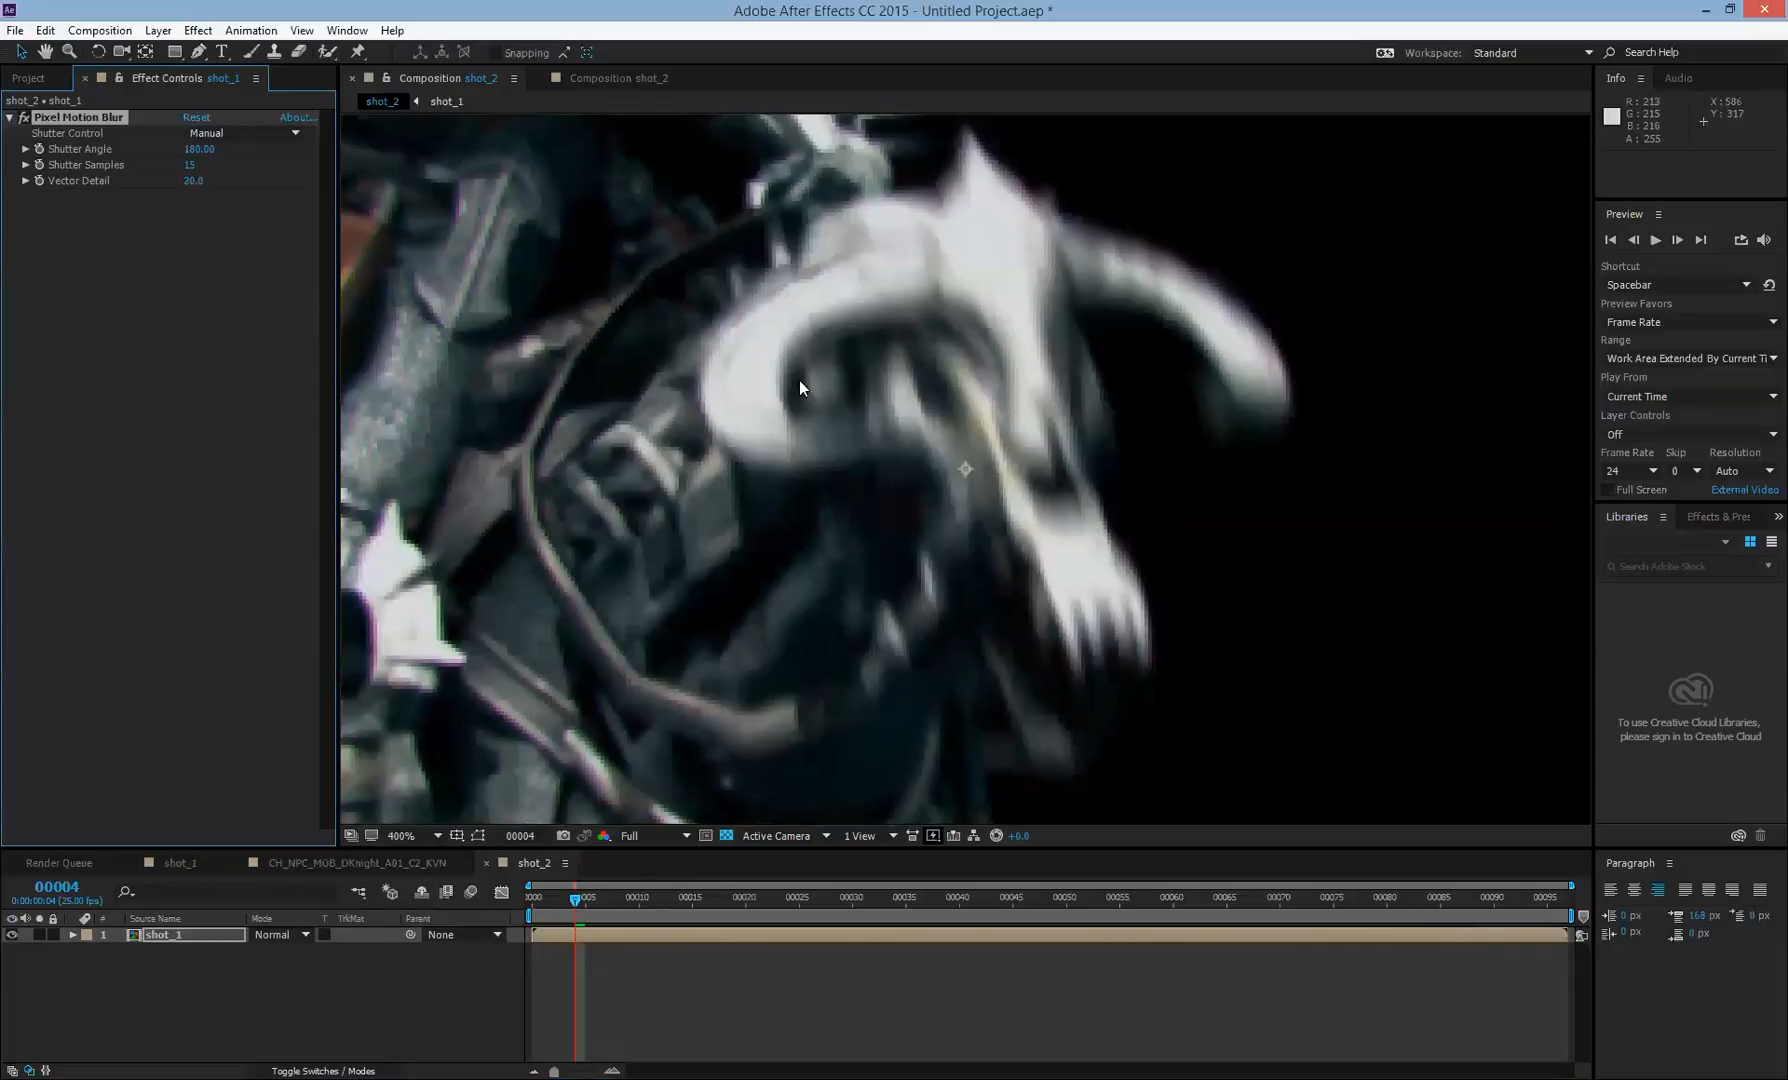 Ae
Adobe After Effects CC 2015 - Untitled Project.aep *
File Edit Composition Layer Effect Animation View Window Help
Snapping
Workspace: Standard
Search Help
Project
Effect Controls shot_1
shot_2 • shot_1
fx Pixel Motion Blur Reset About...
Shutter Control Manual
Shutter Angle 180.00
Shutter Samples 15
Vector Detail 20.0
Composition shot_2
Composition shot_2
shot_2 shot_1
400% 00004 Full Active Camera 1 View +0.0
Info Audio
R: 213
G: 215
B: 216
A: 255
X: 586
Y: 317
Preview
Shortcut
Spacebar
Preview Favors
Frame Rate
Range
Work Area Extended By Current Ti
Play From
Current Time
Layer Controls
Off
Frame Rate Skip Resolution
24 0 Auto
Full Screen External Video
Libraries Effects & Pre
Search Adobe Stock
To use Creative Cloud Libraries,
please sign in to Creative Cloud
Paragraph
0 px 168 px 0 px
0 px 0 px
Render Queue shot_1 CH_NPC_MOB_DKnight_A01_C2_KVN shot_2
00004
0:00:00:04 (25.00 fps)
0000 0005 00010 00015 00020 00025 00030 00035 00040 00045 00050 00055 00060 00065 00070 00075 00080 00085 00090 00095
# Source Name Mode T TrkMat Parent
1 shot_1 Normal None
Toggle Switches / Modes